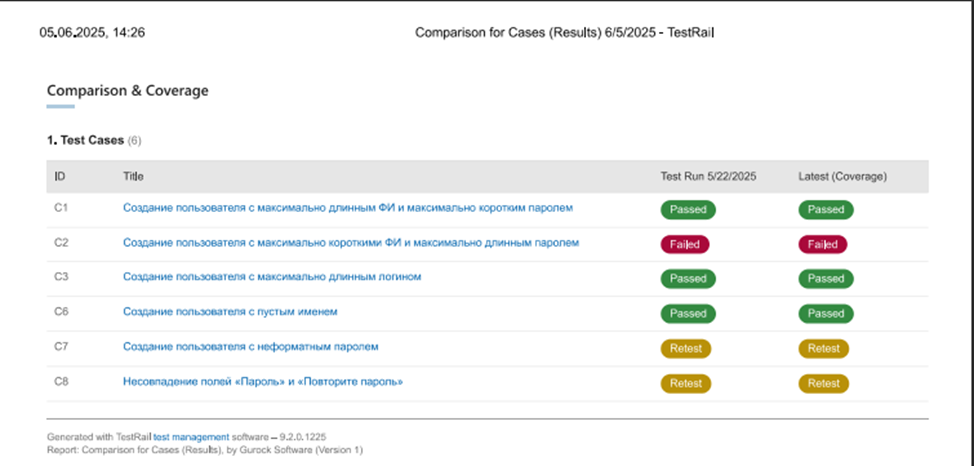 05.06.2025, 14:26 Comparison for Cases (Results) 6/5/2025 - TestRail
Comparison & Coverage
1. Test Cases (6)
ID Title Test Run 5/22/2025 Latest (Coverage)
C1 Создание пользователя с максимально длинным ФИ и максимально коротким паролем Passed Passed
C2 Создание пользователя с максимально короткими ФИ и максимально длинным паролем Failed Failed
C3 Создание пользователя с максимально длинным логином Passed Passed
C6 Создание пользователя с пустым именем Passed Passed
C7 Создание пользователя с неформатным паролем Retest Retest
C8 Несовпадение полей «Пароль» и «Повторите пароль» Retest Retest
Generated with TestRail test management software – 9.2.0.1225
Report: Comparison for Cases (Results), by Gurock Software (Version 1)